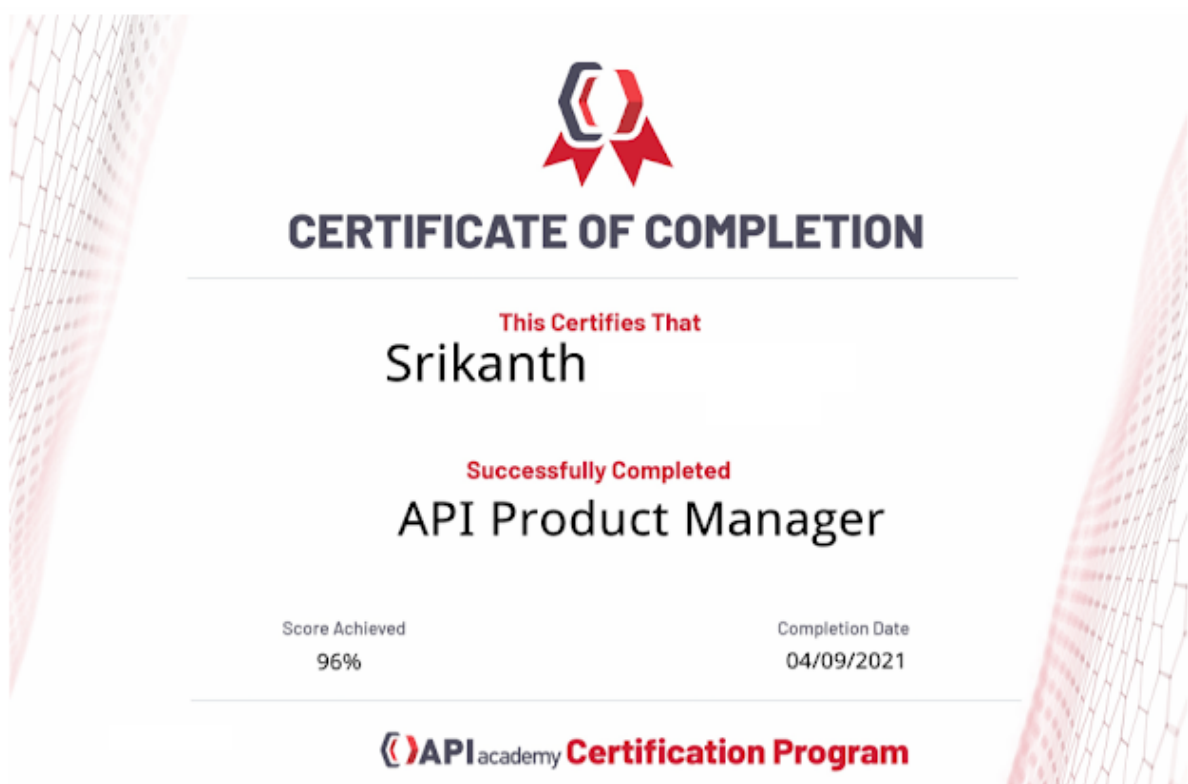 CERTIFICATE OF COMPLETION
This Certifies That
Srikanth
Successfully Completed
API Product Manager
Score Achieved
96%
Completion Date
04/09/2021
API academy Certification Program